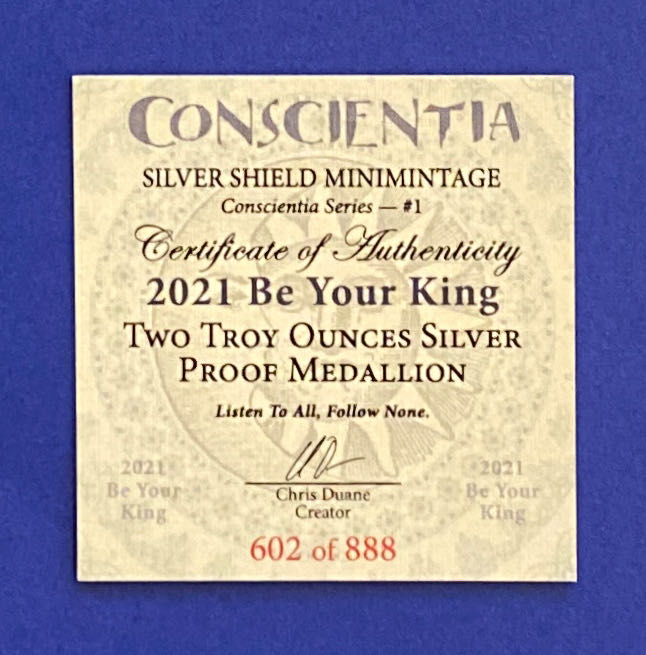 CONSCIENTIA
SILVER SHIELD MINIMINTAGE
Conscientia Series — #1
Certificate of Authenticity
2021 Be Your King
TWO TROY OUNCES SILVER
PROOF MEDALLION
Listen To All, Follow None.
Chris Duane
Creator
2021
Be Your
King
2021
Be Your
King
602 of 888